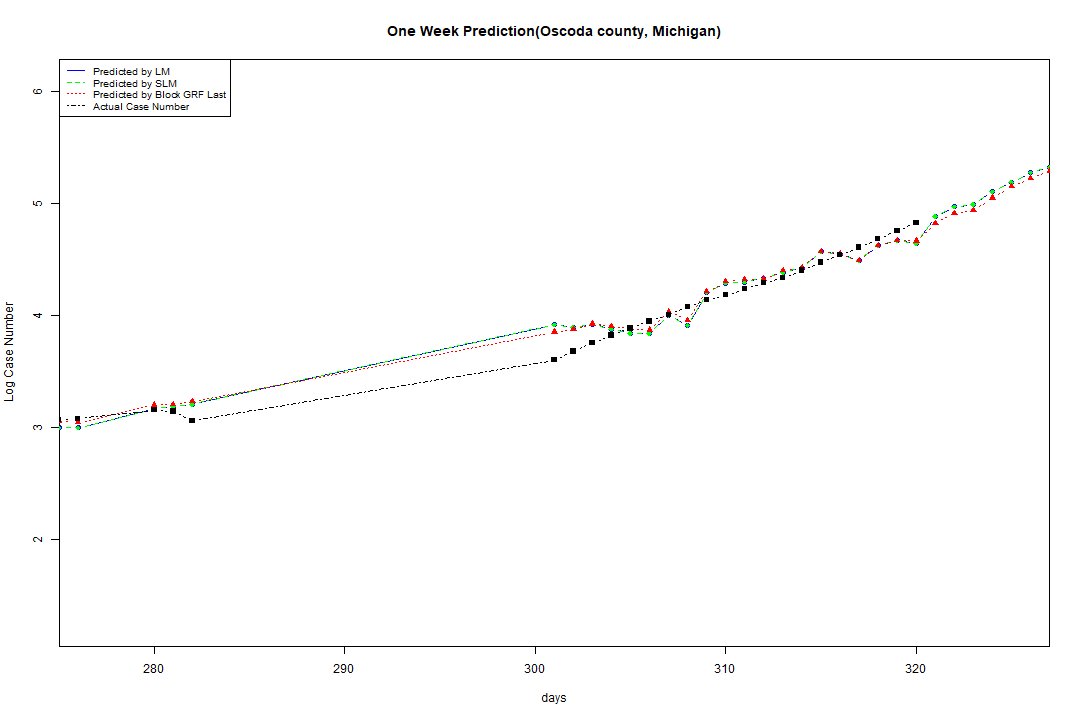 One Week Prediction(Oscoda county, Michigan)
Predicted by LM
Predicted by SLM
Predicted by Block GRF Last
Actual Case Number
6
5
4
3
2
Log Case Number
280 290 300 310 320
days